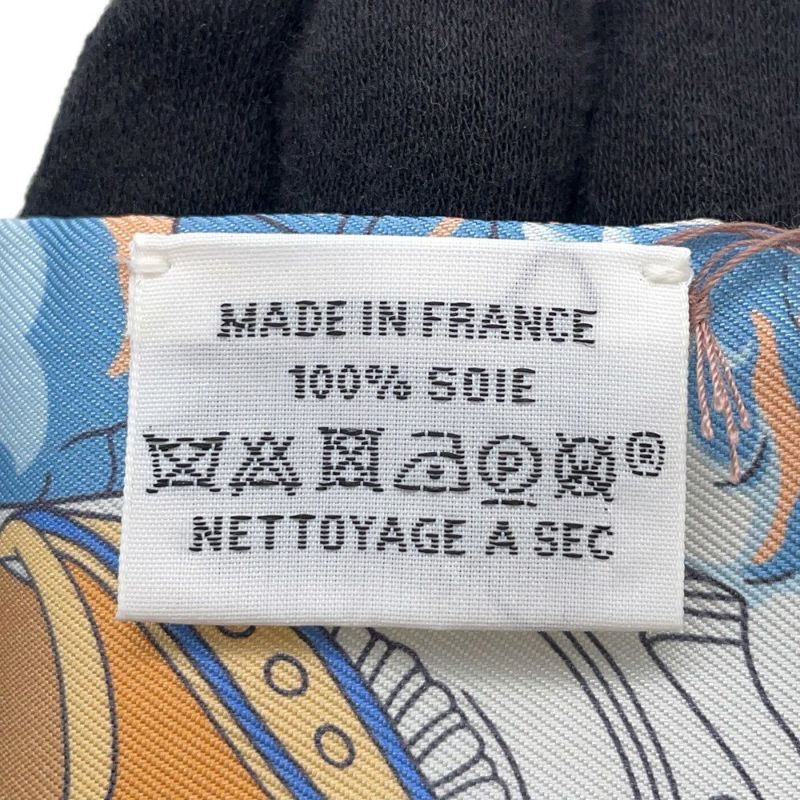 MADE IN FRANCE
100% SOIE
P ®
NETTOYAGE A SEC